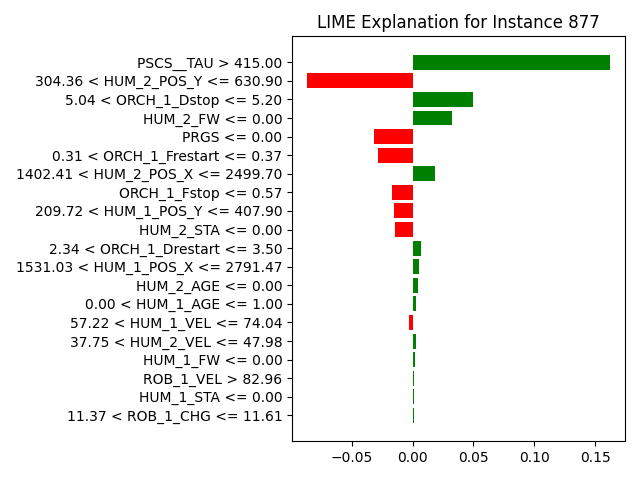 LIME Explanation for Instance 877
PSCS__TAU > 415.00
304.36 < HUM_2_POS_Y <= 630.90
5.04 < ORCH_1_Dstop <= 5.20
HUM_2_FW <= 0.00
PRGS <= 0.00
0.31 < ORCH_1_Frestart <= 0.37
1402.41 < HUM_2_POS_X <= 2499.70
ORCH_1_Fstop <= 0.57
209.72 < HUM_1_POS_Y <= 407.90
HUM_2_STA <= 0.00
2.34 < ORCH_1_Drestart <= 3.50
1531.03 < HUM_1_POS_X <= 2791.47
HUM_2_AGE <= 0.00
0.00 < HUM_1_AGE <= 1.00
57.22 < HUM_1_VEL <= 74.04
37.75 < HUM_2_VEL <= 47.98
HUM_1_FW <= 0.00
ROB_1_VEL > 82.96
HUM_1_STA <= 0.00
11.37 < ROB_1_CHG <= 11.61
−0.05 0.00 0.05 0.10 0.15